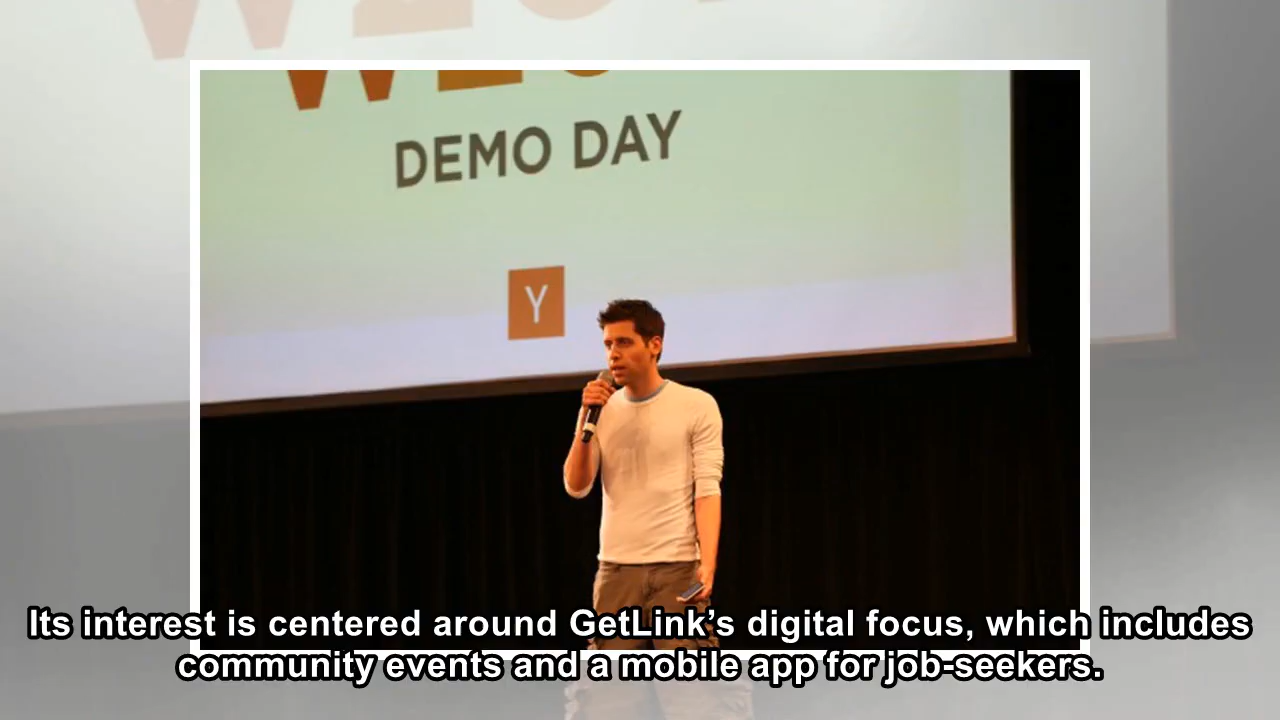 DEMO DAY
Y
Its interest is centered around GetLink’s digital focus, which includes
community events and a mobile app for job-seekers.